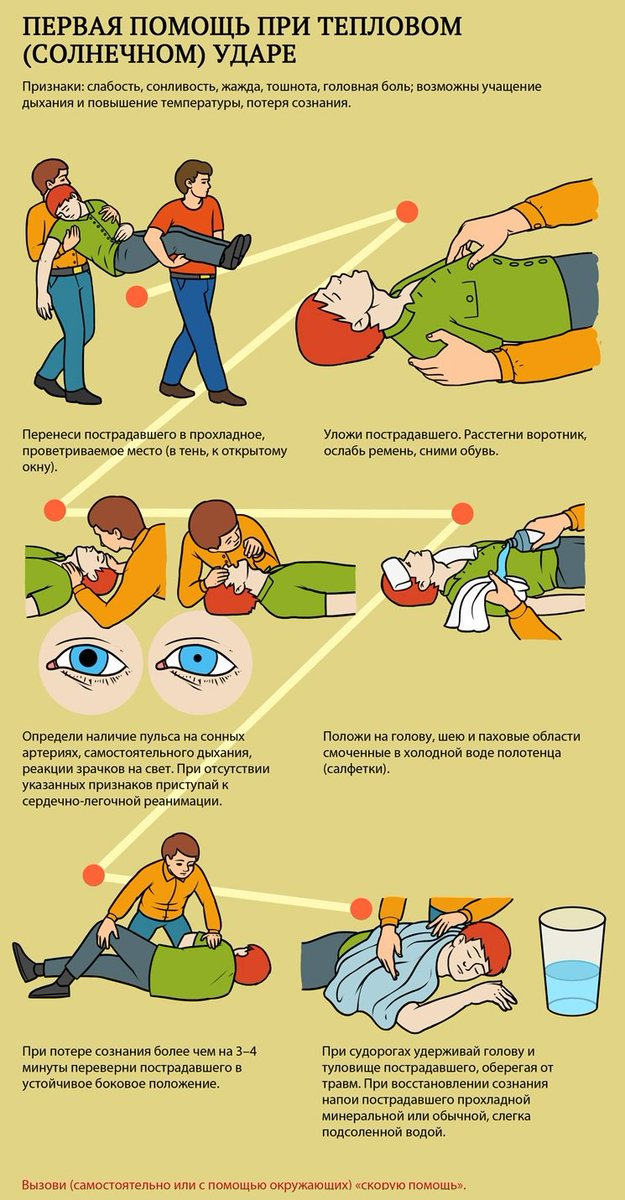 ПЕРВАЯ ПОМОЩЬ ПРИ ТЕПЛОВОМ
(СОЛНЕЧНОМ) УДАРЕ
Признаки: слабость, сонливость, жажда, тошнота, головная боль; возможны учащение
дыхания и повышение температуры, потеря сознания.
Перенеси пострадавшего в прохладное,
проветриваемое место (в тень, к открытому
окну).
Уложи пострадавшего. Расстегни воротник,
ослабь ремень, сними обувь.
Определи наличие пульса на сонных
артериях, самостоятельного дыхания,
реакции зрачков на свет. При отсутствии
указанных признаков приступай к
сердечно-легочной реанимации.
Положи на голову, шею и паховые области
смоченные в холодной воде полотенца
(салфетки).
При потере сознания более чем на 3–4
минуты переверни пострадавшего в
устойчивое боковое положение.
При судорогах удерживай голову и
туловище пострадавшего, оберегая от
травм. При восстановлении сознания
напои пострадавшего прохладной
минеральной или обычной, слегка
подсоленной водой.
Вызови (самостоятельно или с помощью окружающих) «скорую помощь».